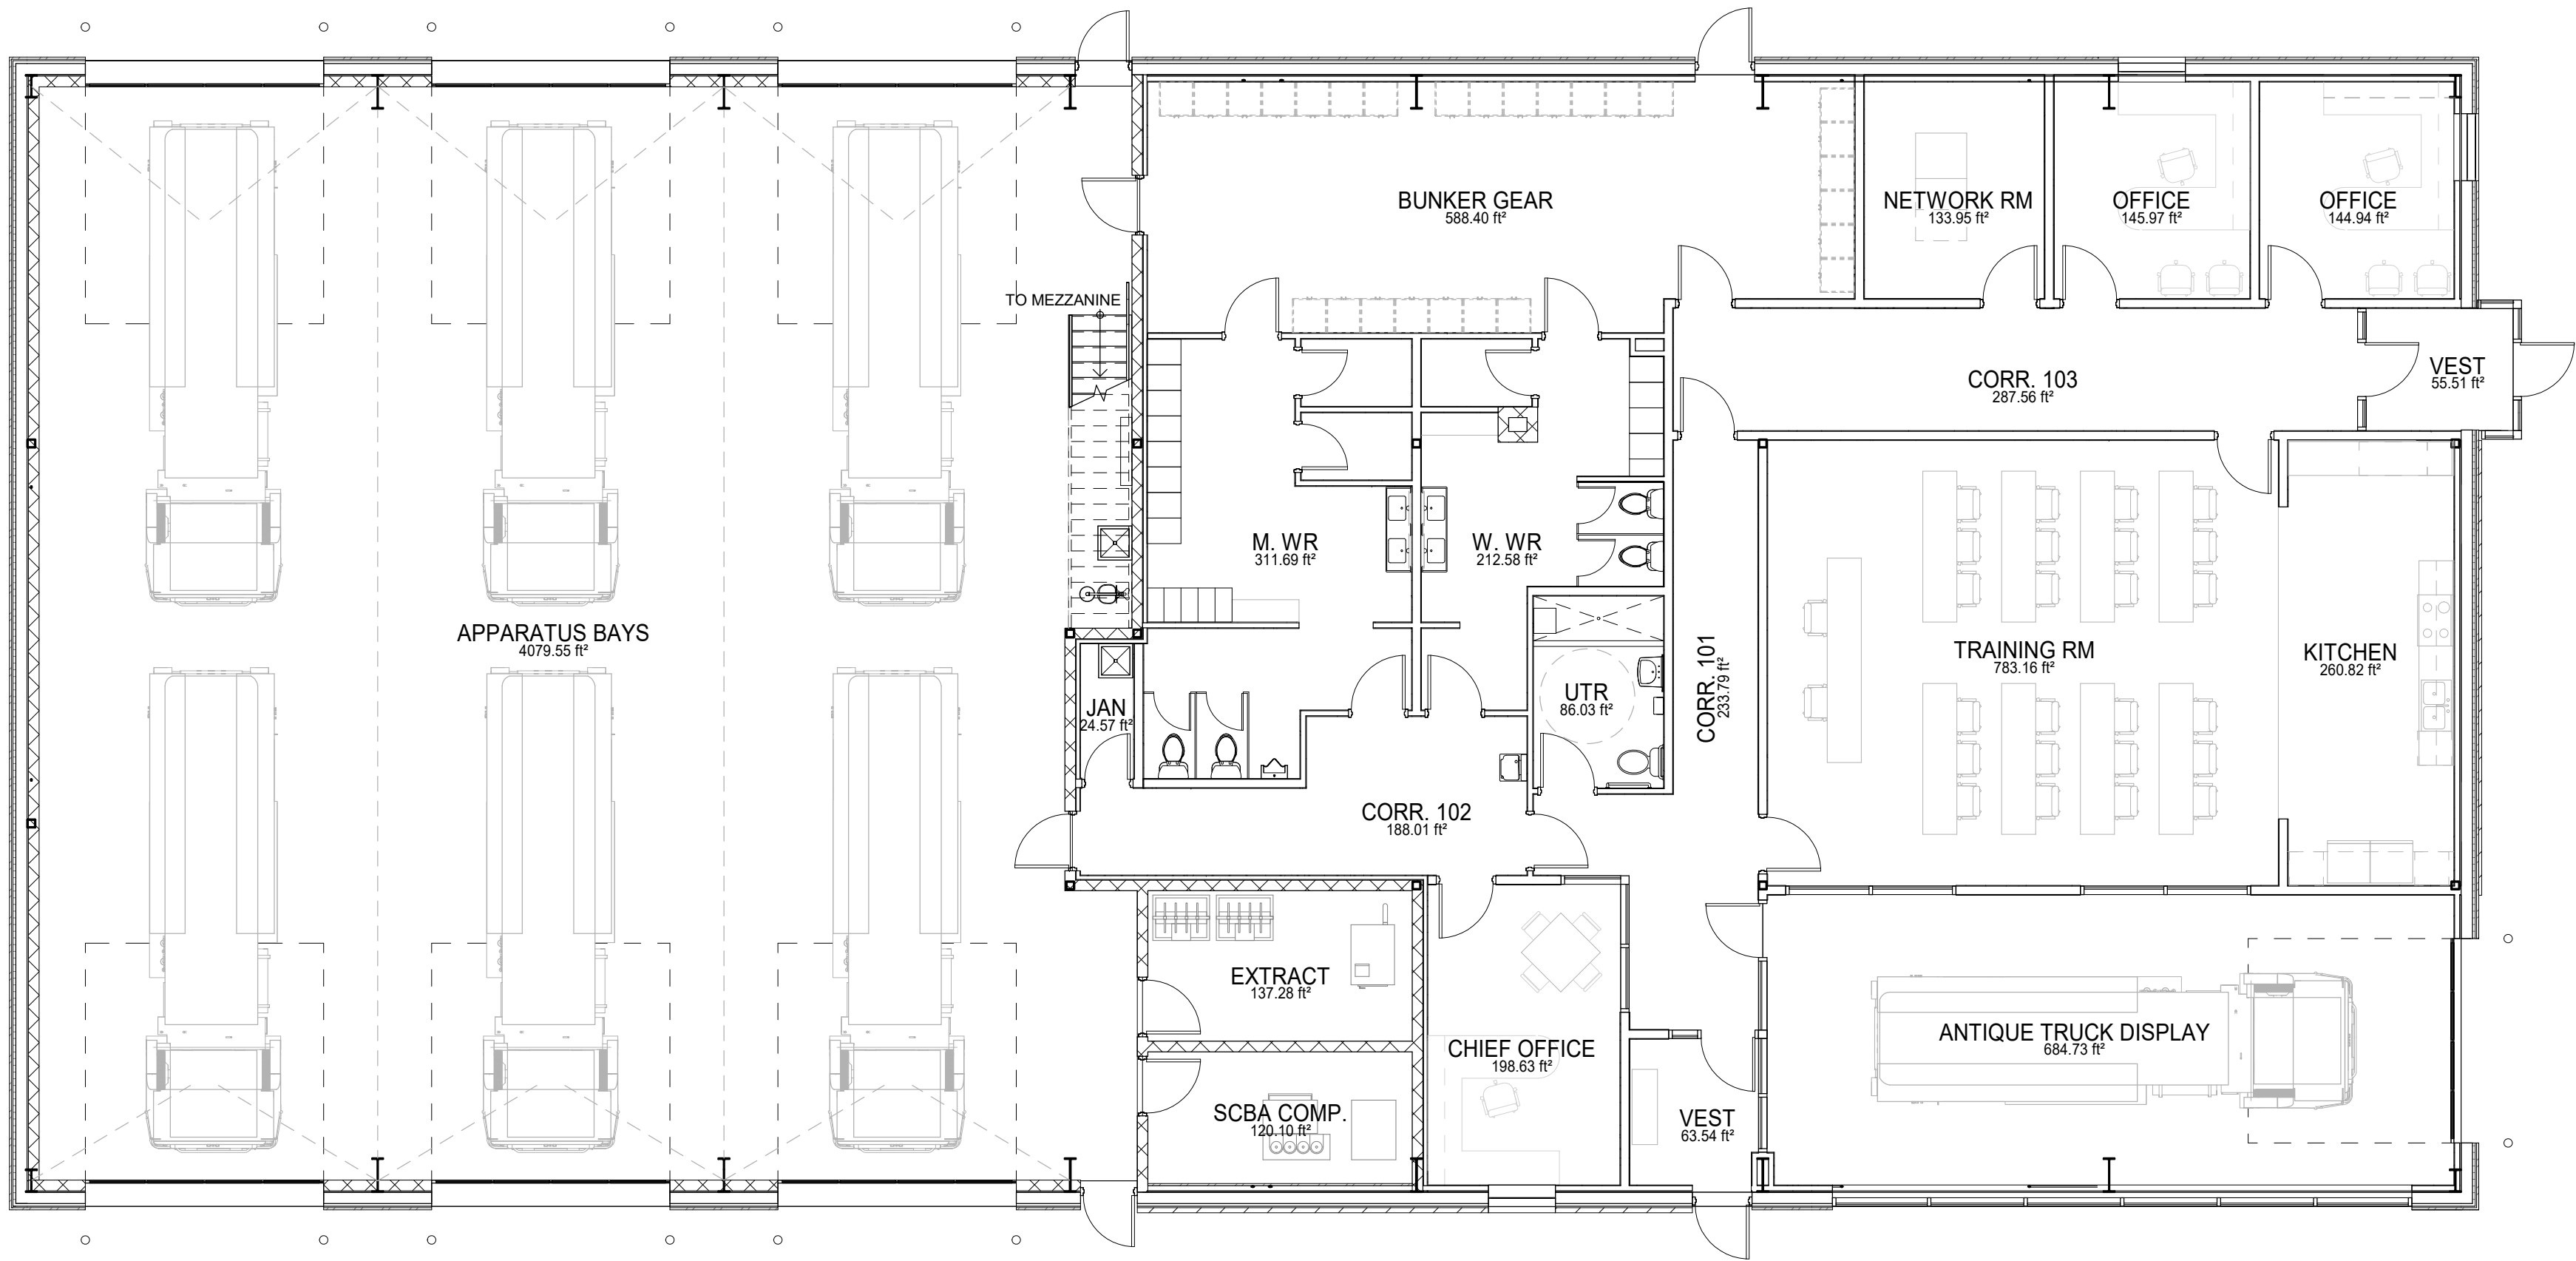 BUNKER GEAR
588.40 ft²
NETWORK RM
133.95 ft²
OFFICE
145.97 ft²
OFFICE
144.94 ft²
TO MEZZANINE
VEST
55.51 ft²
CORR. 103
287.56 ft²
M. WR
311.69 ft²
W. WR
212.58 ft²
APPARATUS BAYS
4079.55 ft²
CORR. 101
233.79 ft²
TRAINING RM
783.16 ft²
KITCHEN
260.82 ft²
JAN
24.57 ft²
UTR
86.03 ft²
CORR. 102
188.01 ft²
EXTRACT
137.28 ft²
CHIEF OFFICE
198.63 ft²
ANTIQUE TRUCK DISPLAY
684.73 ft²
SCBA COMP.
120.10 ft²
VEST
63.54 ft²